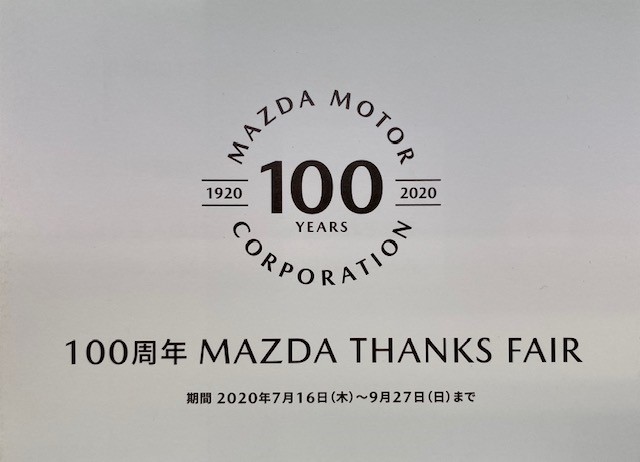 MAZDA MOTOR
1920 100 2020
YEARS
CORPORATION
100周年 MAZDA THANKS FAIR
期間 2020年7月16日(木)～9月27日(日)まで